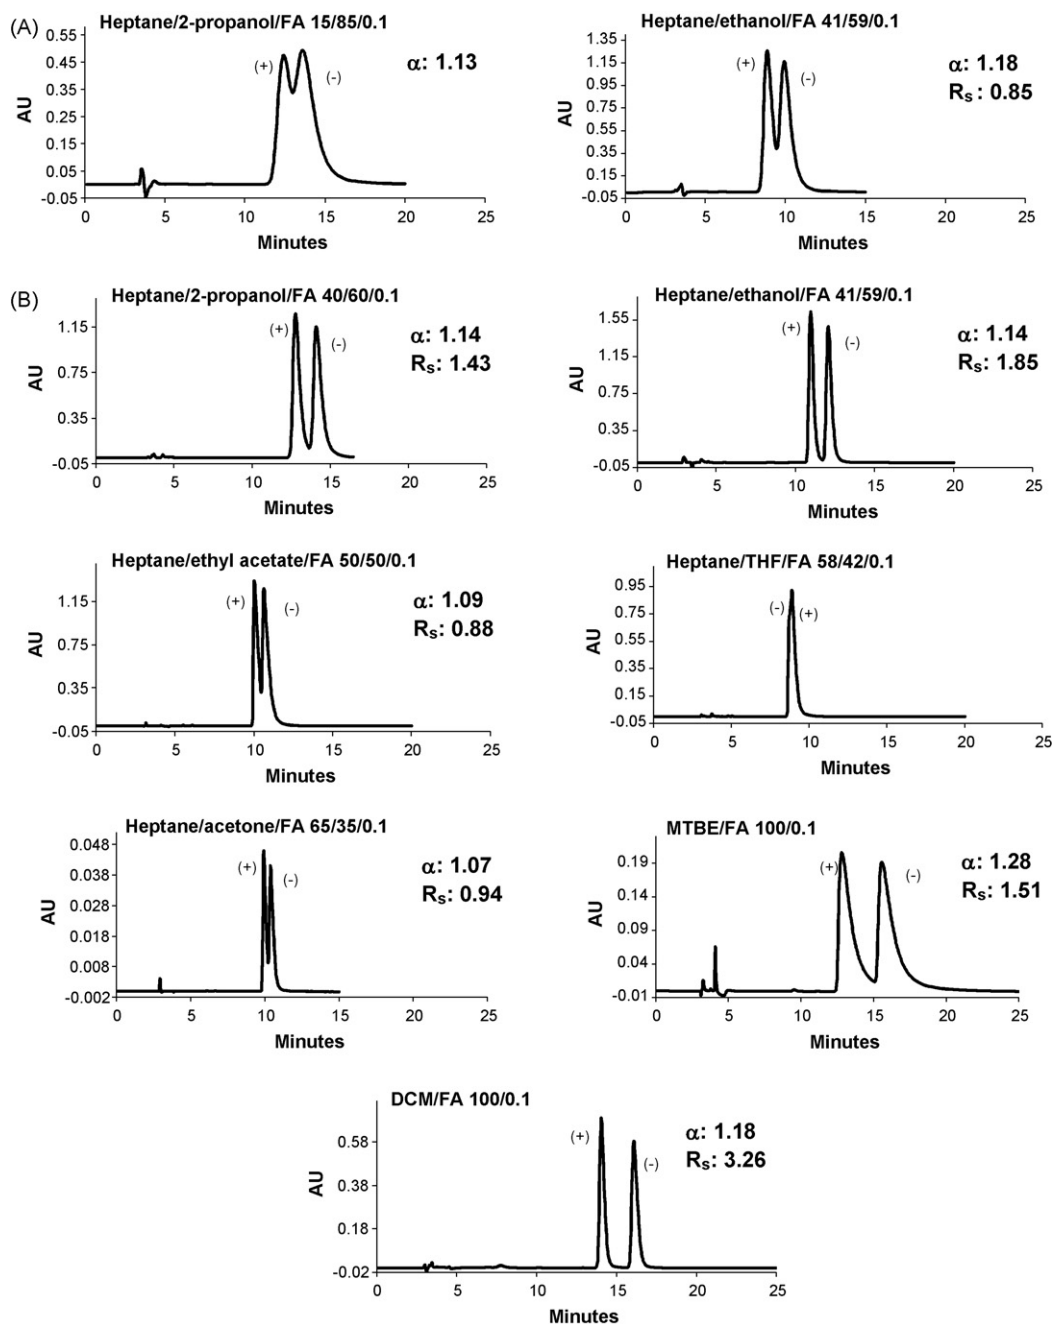 (A)
Heptane/2-propanol/FA 15/85/0.1
0.55
0.45
0.35
0.25
0.15
0.05
-0.05
AU
(+)
(-)
α: 1.13
0 5 10 15 20 25
Minutes
Heptane/ethanol/FA 41/59/0.1
1.35
1.15
0.95
0.75
0.55
0.35
0.15
-0.05
AU
(+)
(-)
α: 1.18
Rs : 0.85
0 5 10 15 20 25
Minutes
(B)
Heptane/2-propanol/FA 40/60/0.1
1.15
0.75
0.35
-0.05
AU
(+)
(-)
α: 1.14
Rs: 1.43
0 5 10 15 20 25
Minutes
Heptane/ethanol/FA 41/59/0.1
1.55
1.15
0.75
0.35
-0.05
AU
(+)
(-)
α: 1.14
Rs: 1.85
0 5 10 15 20 25
Minutes
Heptane/ethyl acetate/FA 50/50/0.1
1.15
0.75
0.35
-0.05
AU
(+)
(-)
α: 1.09
Rs: 0.88
0 5 10 15 20 25
Minutes
Heptane/THF/FA 58/42/0.1
0.95
0.75
0.55
0.35
0.15
-0.05
AU
(-)
(+)
0 5 10 15 20 25
Minutes
Heptane/acetone/FA 65/35/0.1
0.048
0.038
0.028
0.018
0.008
-0.002
AU
(+)
(-)
α: 1.07
Rs: 0.94
0 5 10 15 20 25
Minutes
MTBE/FA 100/0.1
0.19
0.14
0.09
0.04
-0.01
AU
(+)
(-)
α: 1.28
Rs: 1.51
0 5 10 15 20 25
Minutes
DCM/FA 100/0.1
0.58
0.38
0.18
-0.02
AU
(+)
(-)
α: 1.18
Rs: 3.26
0 5 10 15 20 25
Minutes